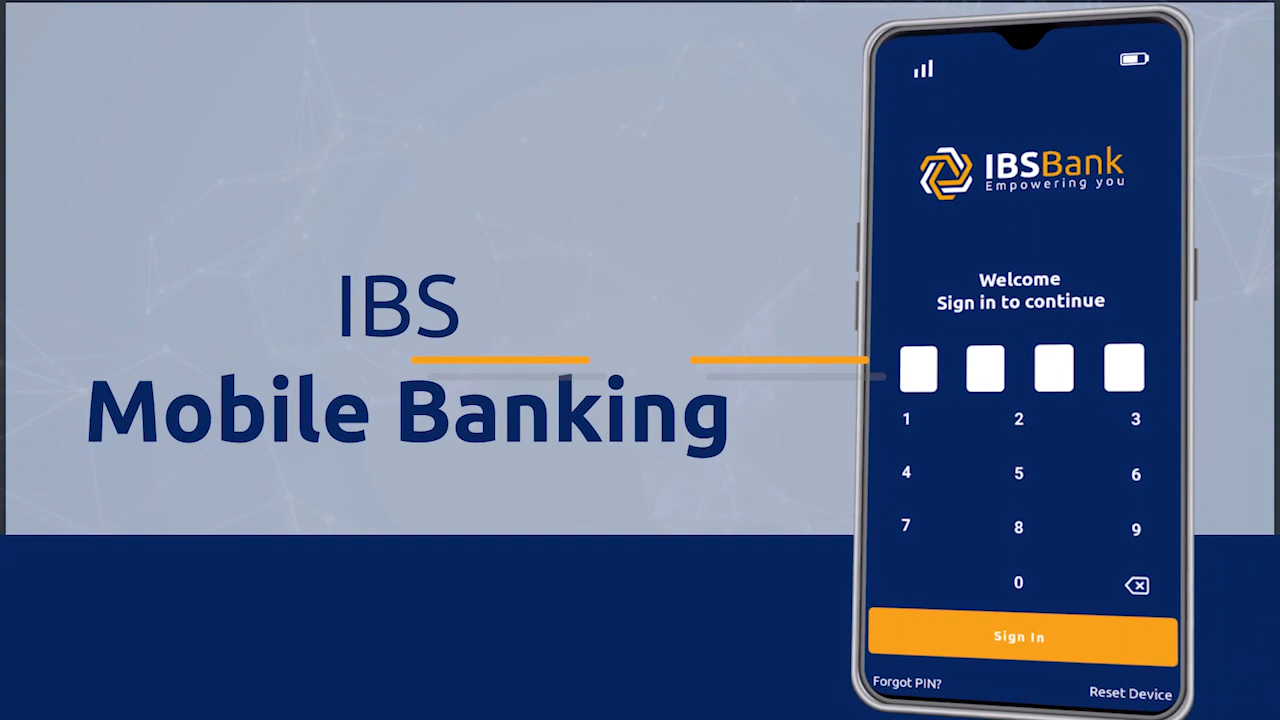 IBS
Mobile Banking
IBSBank
Empowering you
Welcome
Sign in to continue
1 2 3
4 5 6
7 8 9
0
Sign In
Forgot PIN?
Reset Device